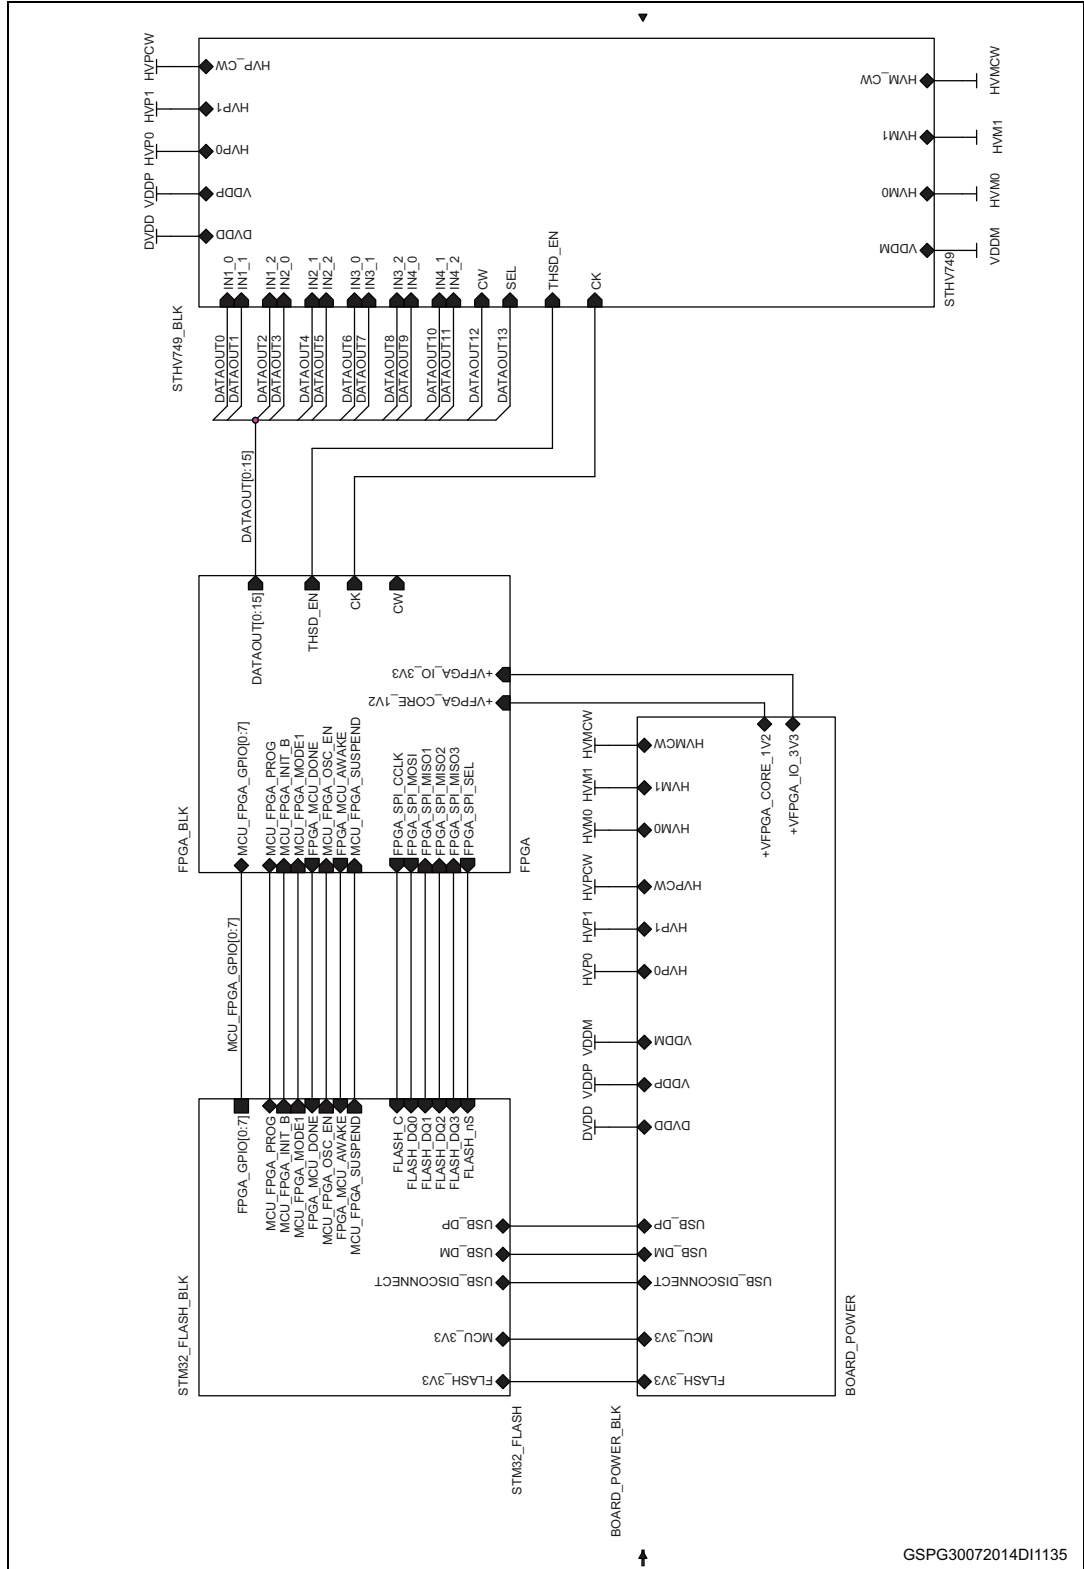 STHV749_BLK
HVPCW
HVP1
HVP0
VDDP
DVDD
HVP_CW
HVP1
HVP0
VDDP
DVDD
HVM_CW
HVM1
HVM0
VDDM
HVMCW
HVM1
HVM0
VDDM
STHV749
IN1_0
IN1_1
IN1_2
IN2_0
IN2_1
IN2_2
IN3_0
IN3_1
IN3_2
IN4_0
IN4_1
IN4_2
CW
SEL
THSD_EN
CK
DATAOUT0
DATAOUT1
DATAOUT2
DATAOUT3
DATAOUT4
DATAOUT5
DATAOUT6
DATAOUT7
DATAOUT8
DATAOUT9
DATAOUT10
DATAOUT11
DATAOUT12
DATAOUT13
DATAOUT[0:15]
FPGA_BLK
DATAOUT[0:15]
THSD_EN
CK
CW
+VFPGA_IO_3V3
+VFPGA_CORE_1V2
MCU_FPGA_GPIO[0:7]
MCU_FPGA_PROG
MCU_FPGA_INIT_B
MCU_FPGA_MODE1
FPGA_MCU_DONE
MCU_FPGA_OSC_EN
FPGA_MCU_AWAKE
MCU_FPGA_SUSPEND
FPGA_SPI_CCLK
FPGA_SPI_MOSI
FPGA_SPI_MISO1
FPGA_SPI_MISO2
FPGA_SPI_MISO3
FPGA_SPI_SEL
FPGA
MCU_FPGA_GPIO[0:7]
STM32_FLASH_BLK
FPGA_GPIO[0:7]
MCU_FPGA_PROG
MCU_FPGA_INIT_B
MCU_FPGA_MODE1
FPGA_MCU_DONE
MCU_FPGA_OSC_EN
FPGA_MCU_AWAKE
MCU_FPGA_SUSPEND
FLASH_C
FLASH_DQ0
FLASH_DQ1
FLASH_DQ2
FLASH_DQ3
FLASH_nS
USB_DP
USB_DM
USB_DISCONNECT
MCU_3V3
FLASH_3V3
STM32_FLASH
BOARD_POWER_BLK
HVMCW
HVM1
HVM0
HVPCW
HVP1
HVP0
VDDM
VDDP
DVDD
HVMCW
HVM1
HVM0
HVPCW
HVP1
HVP0
VDDM
VDDP
DVDD
USB_DP
USB_DM
USB_DISCONNECT
MCU_3V3
FLASH_3V3
+VFPGA_CORE_1V2
+VFPGA_IO_3V3
BOARD_POWER
GSPG30072014DI1135